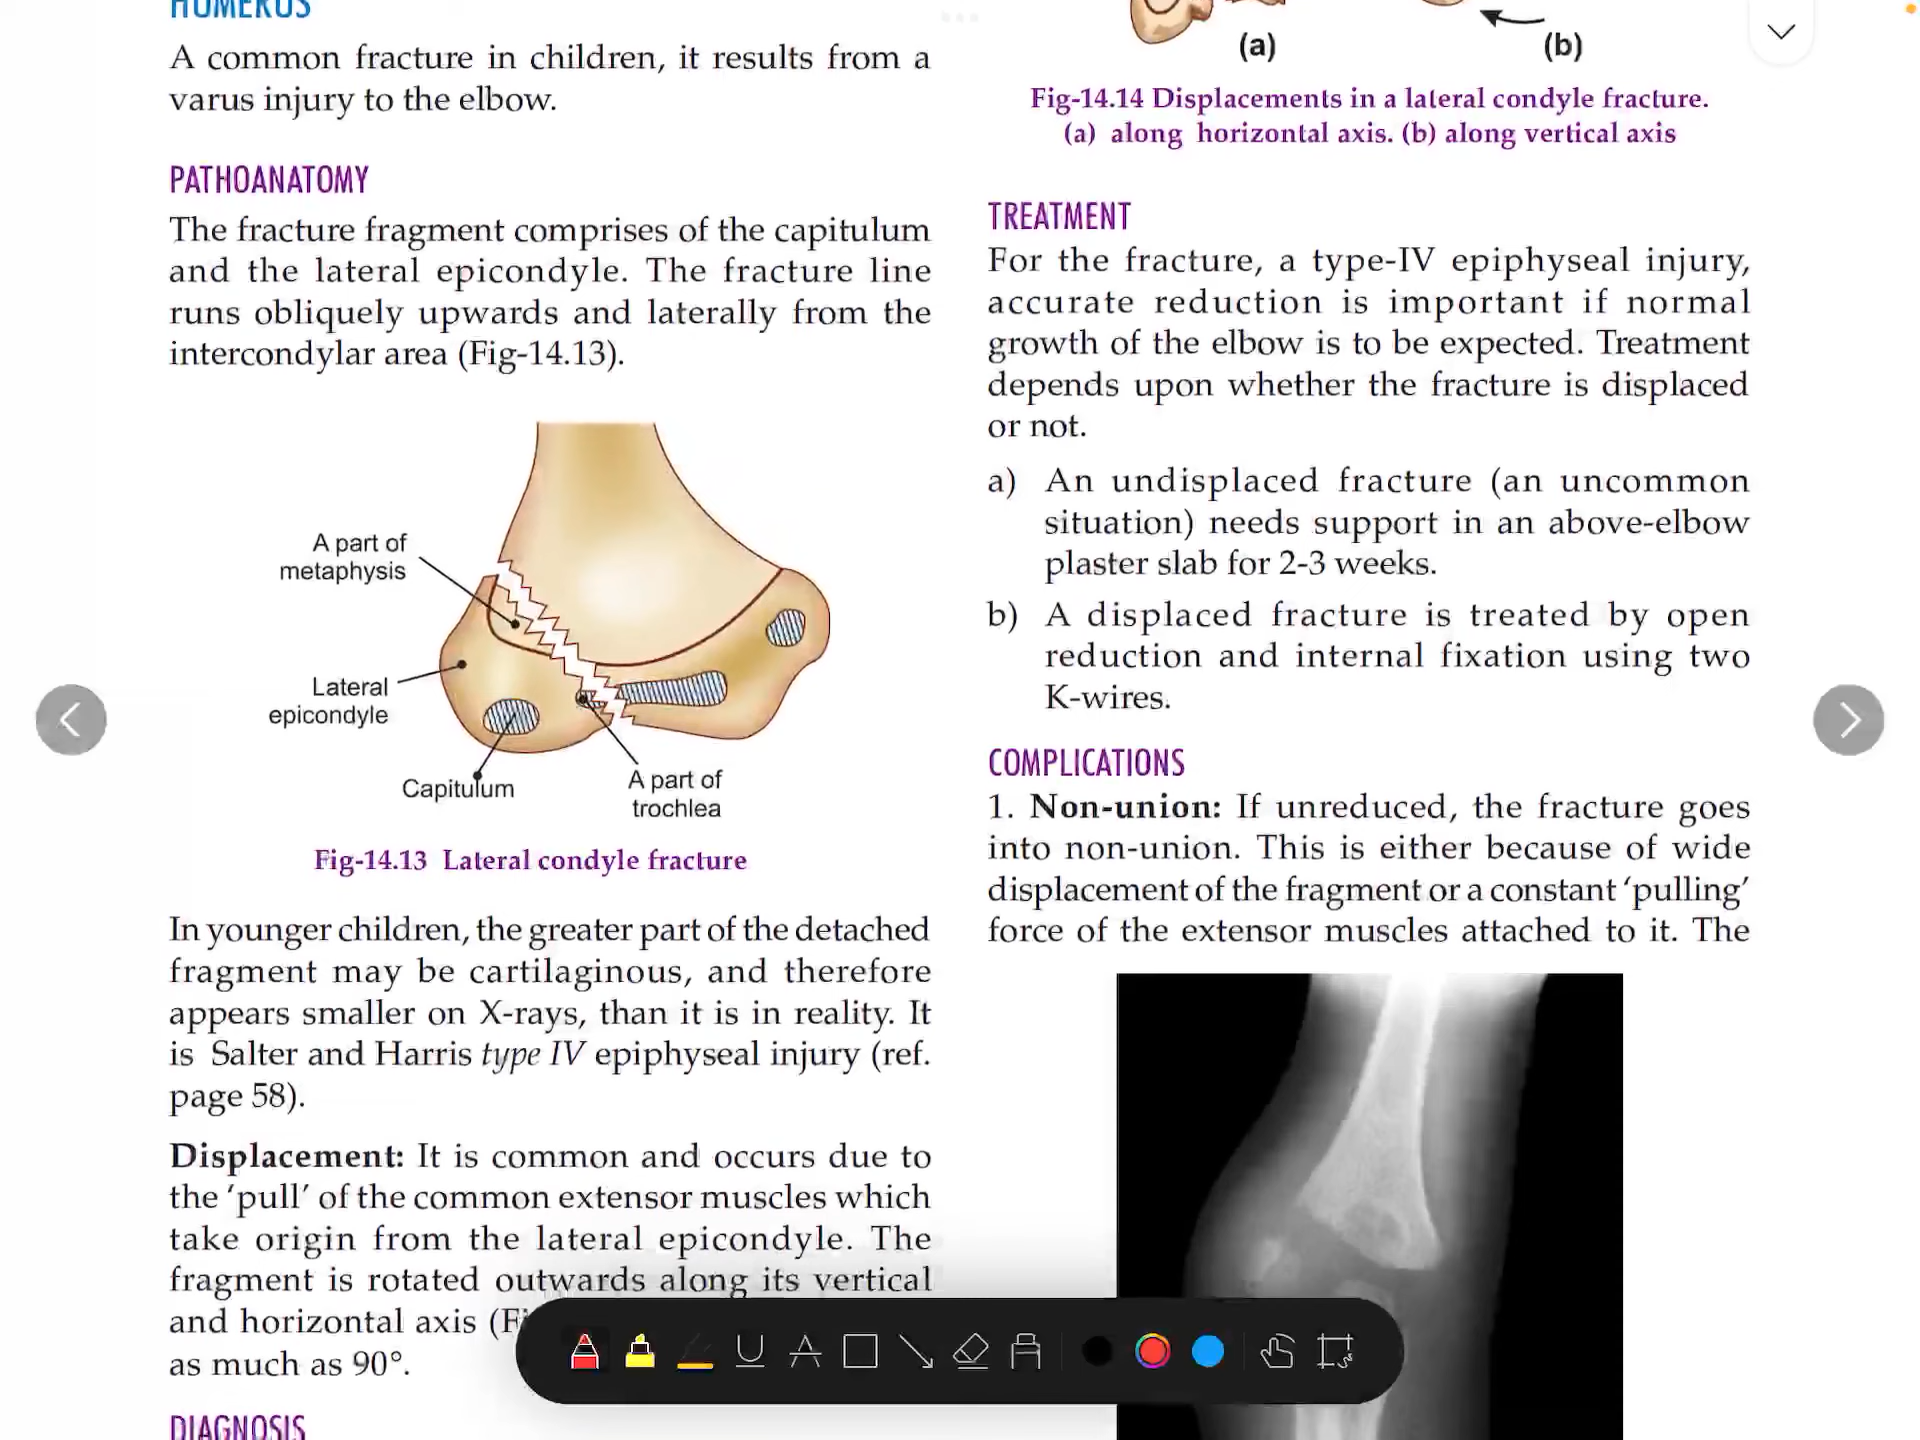 HUMERUS
A common fracture in children, it results from a
varus injury to the elbow.
PATHOANATOMY
The fracture fragment comprises of the capitulum
and the lateral epicondyle. The fracture line
runs obliquely upwards and laterally from the
intercondylar area (Fig-14.13).
A part of
metaphysis
Lateral
epicondyle
Capitulum
A part of
trochlea
Fig-14.13 Lateral condyle fracture
In younger children, the greater part of the detached
fragment may be cartilaginous, and therefore
appears smaller on X-rays, than it is in reality. It
is Salter and Harris type IV epiphyseal injury (ref.
page 58).
Displacement: It is common and occurs due to
the 'pull' of the common extensor muscles which
take origin from the lateral epicondyle. The
fragment is rotated outwards along its vertical
and horizontal axis (Fi
as much as 90°.
DIAGNOSIS
(a) (b)
Fig-14.14 Displacements in a lateral condyle fracture.
(a) along horizontal axis. (b) along vertical axis
TREATMENT
For the fracture, a type-IV epiphyseal injury,
accurate reduction is important if normal
growth of the elbow is to be expected. Treatment
depends upon whether the fracture is displaced
or not.
a) An undisplaced fracture (an uncommon
situation) needs support in an above-elbow
plaster slab for 2-3 weeks.
b) A displaced fracture is treated by open
reduction and internal fixation using two
K-wires.
COMPLICATIONS
1. Non-union: If unreduced, the fracture goes
into non-union. This is either because of wide
displacement of the fragment or a constant 'pulling'
force of the extensor muscles attached to it. The